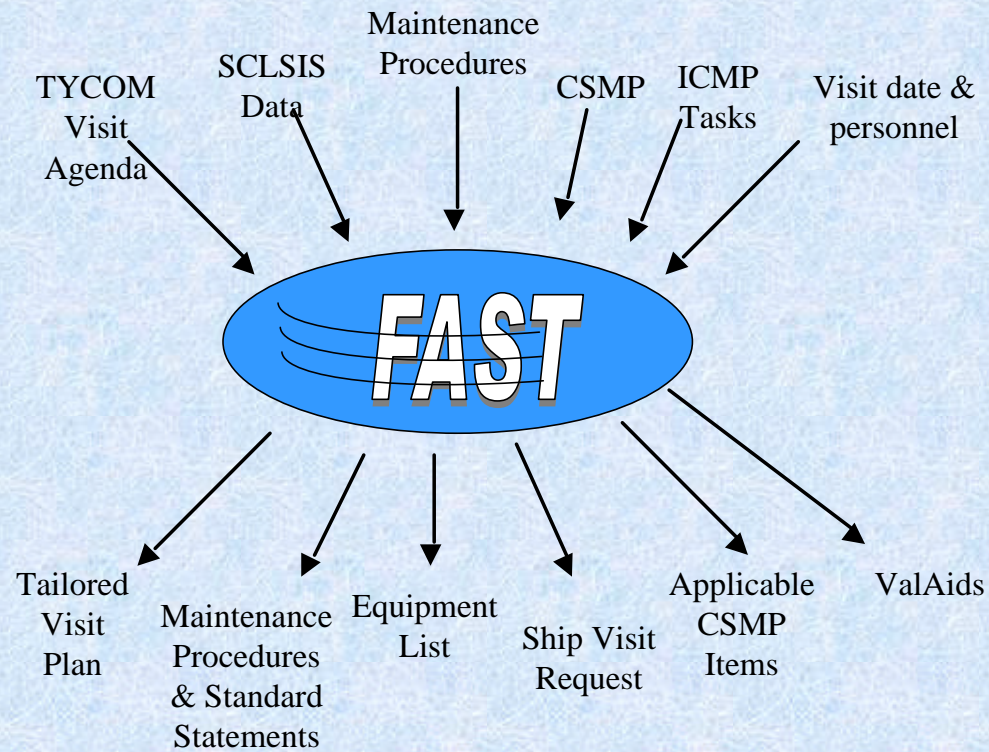 TYCOM
Visit
Agenda
SCLSIS
Data
Maintenance
Procedures
CSMP
ICMP
Tasks
Visit date &
personnel
FAST
Tailored
Visit
Plan
Maintenance
Procedures
& Standard
Statements
Equipment
List
Ship Visit
Request
Applicable
CSMP
Items
ValAids